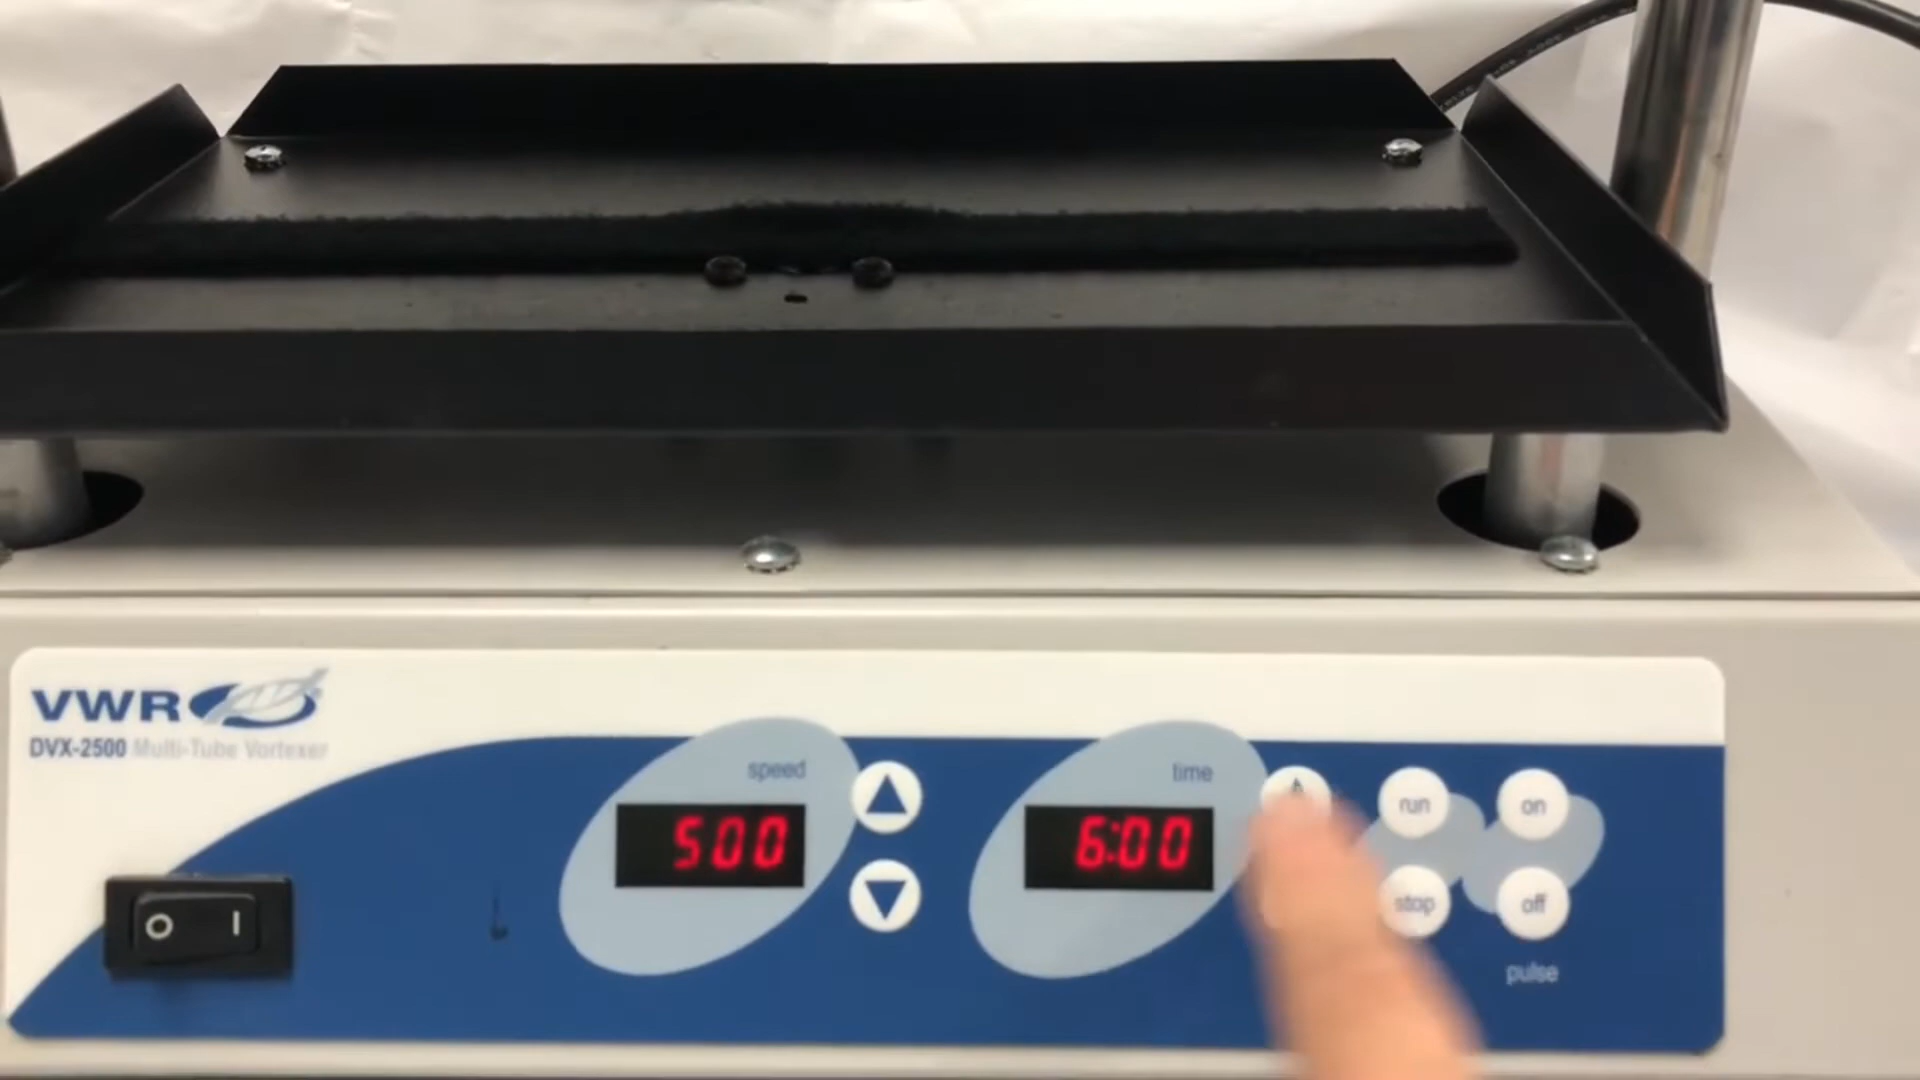 VWR
DVX-2500 Multi-Tube Vortexer
speed
500
time
6:00
run
on
stop
off
pulse
O
I